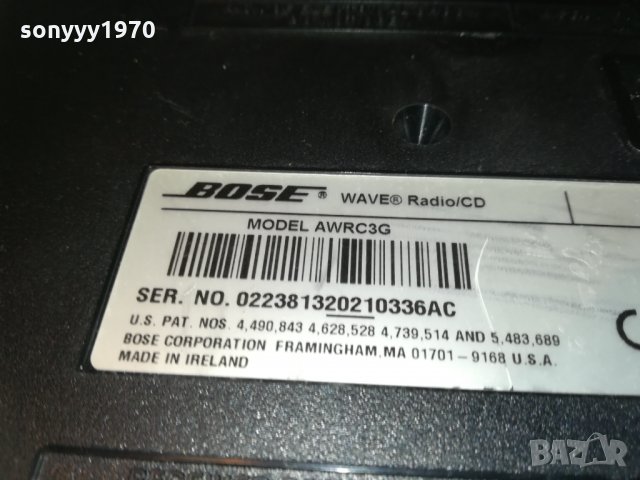 sonyyy1970
BOSE® WAVE® Radio/CD
MODEL AWRC3G
SER. NO. 022381320210336AC
U.S. PAT. NOS. 4,490,843 4,628,528 4,739,514 AND 5,483,689
BOSE CORPORATION FRAMINGHAM, MA 01701-9168 U.S.A.
MADE IN IRELAND
BAZAR